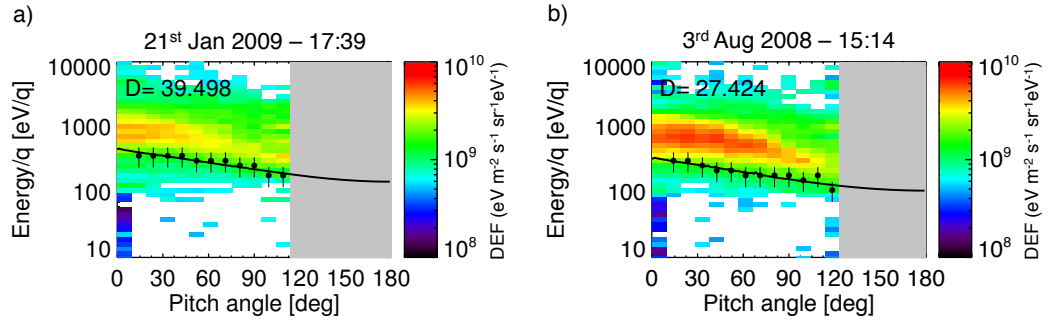 a)
21st Jan 2009 – 17:39
D= 39.498
Energy/q [eV/q]
10000
1000
100
10
0 30 60 90 120 150 180
Pitch angle [deg]
10^10
10^9
10^8
DEF (eV m^-2 s^-1 sr^-1 eV^-1)
b)
3rd Aug 2008 – 15:14
D= 27.424
Energy/q [eV/q]
10000
1000
100
10
0 30 60 90 120 150 180
Pitch angle [deg]
10^10
10^9
10^8
DEF (eV m^-2 s^-1 sr^-1 eV^-1)